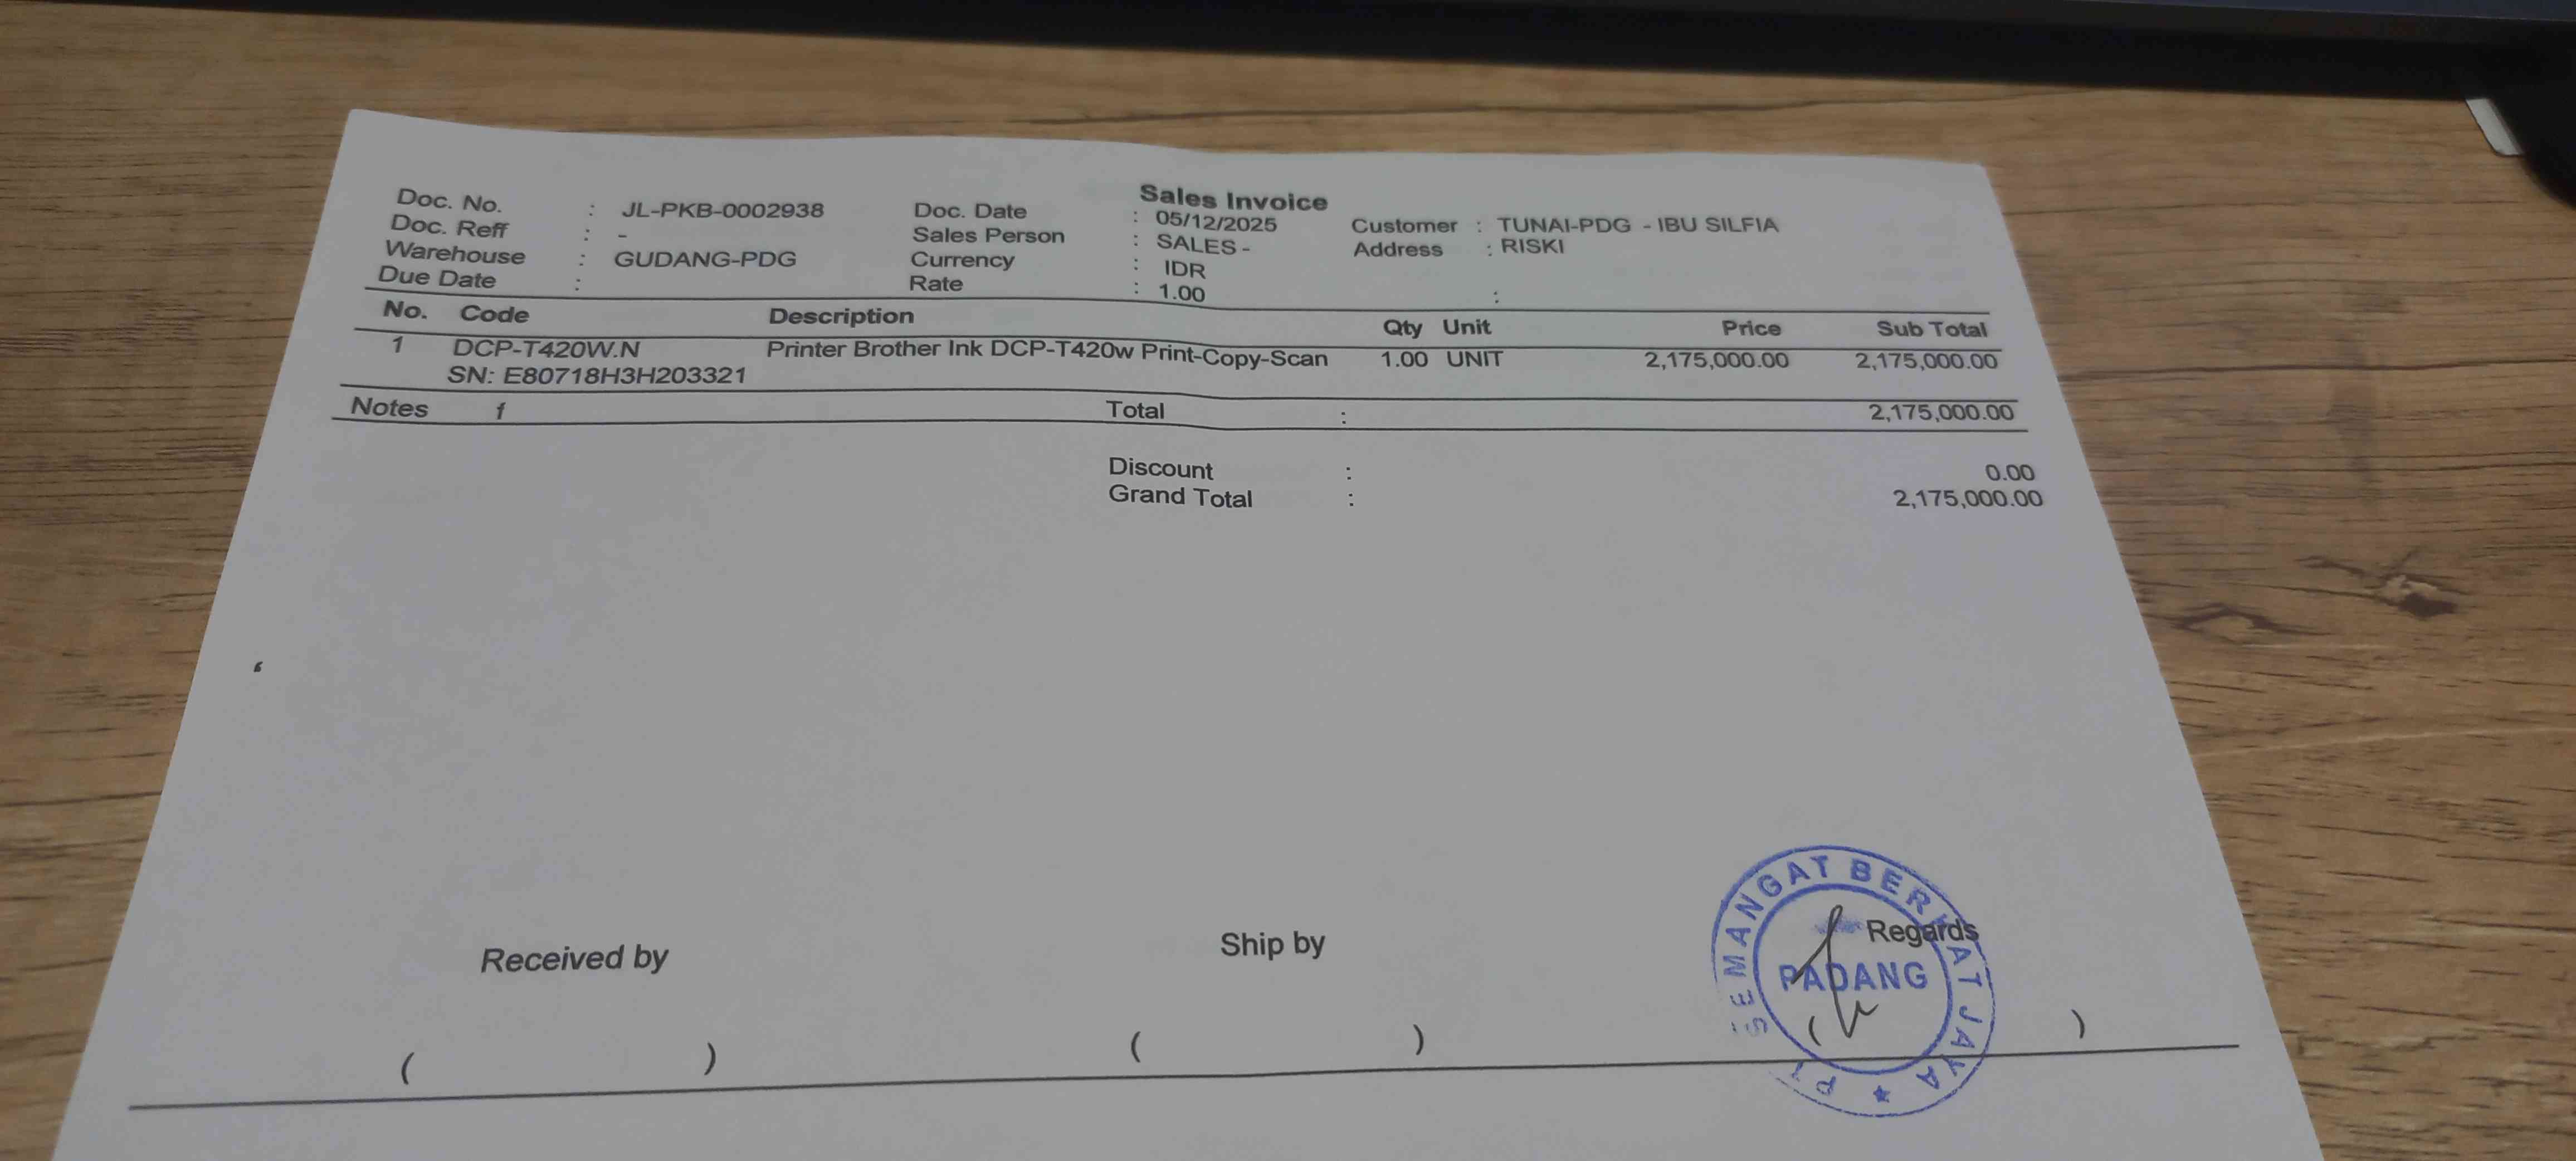 Sales Invoice
Doc. No. : JL-PKB-0002938 Doc. Date : 05/12/2025 Customer : TUNAI-PDG - IBU SILFIA
Doc. Reff : - Sales Person : SALES - Address : RISKI
Warehouse : GUDANG-PDG Currency : IDR
Due Date : Rate : 1.00 :
No. Code Description Qty Unit Price Sub Total
1 DCP-T420W.N Printer Brother Ink DCP-T420w Print-Copy-Scan 1.00 UNIT 2,175,000.00 2,175,000.00
SN: E80718H3H203321
Notes f Total : 2,175,000.00
Discount : 0.00
Grand Total : 2,175,000.00
Received by Ship by Regards
( ) ( ) ( )
PT SEMANGAT BERKAT JAYA
PADANG